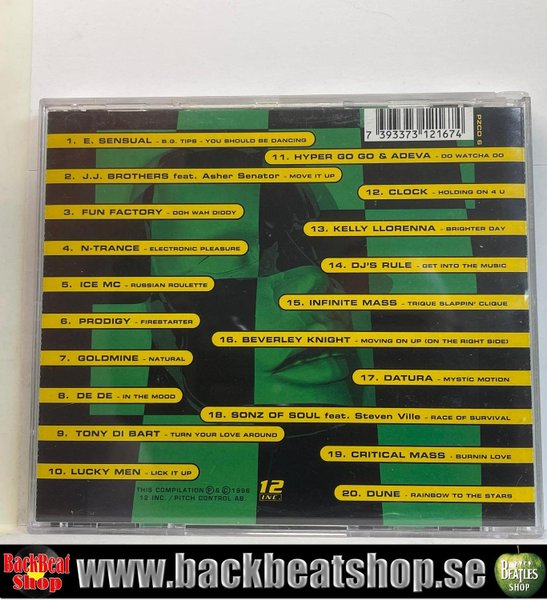 7 393373 121674
PZCD 6
1. E. SENSUAL - B.G. TIPS - YOU SHOULD BE DANCING
11. HYPER GO GO & ADEVA - DO WATCHA DO
2. J.J. BROTHERS feat. Asher Senator - MOVE IT UP
12. CLOCK - HOLDING ON 4 U
3. FUN FACTORY - DOH WAH DIDDY
13. KELLY LLORENNA - BRIGHTER DAY
4. N-TRANCE - ELECTRONIC PLEASURE
14. DJ'S RULE - GET INTO THE MUSIC
5. ICE MC - RUSSIAN ROULETTE
15. INFINITE MASS - TRIQUE SLAPPIN' CLIQUE
6. PRODIGY - FIRESTARTER
16. BEVERLEY KNIGHT - MOVING ON UP (ON THE RIGHT SIDE)
7. GOLDMINE - NATURAL
17. DATURA - MYSTIC MOTION
8. DE DE - IN THE MOOD
18. SONZ OF SOUL feat. Steven Ville - RACE OF SURVIVAL
9. TONY DI BART - TURN YOUR LOVE AROUND
19. CRITICAL MASS - BURNIN LOVE
10. LUCKY MEN - LICK IT UP
20. DUNE - RAINBOW TO THE STARS
THIS COMPILATION Ⓟ & © 1996
12 INC. / PITCH CONTROL AB.
12
INC.
BackBeat
Shop
www.backbeatshop.se
BEATLES
SHOP